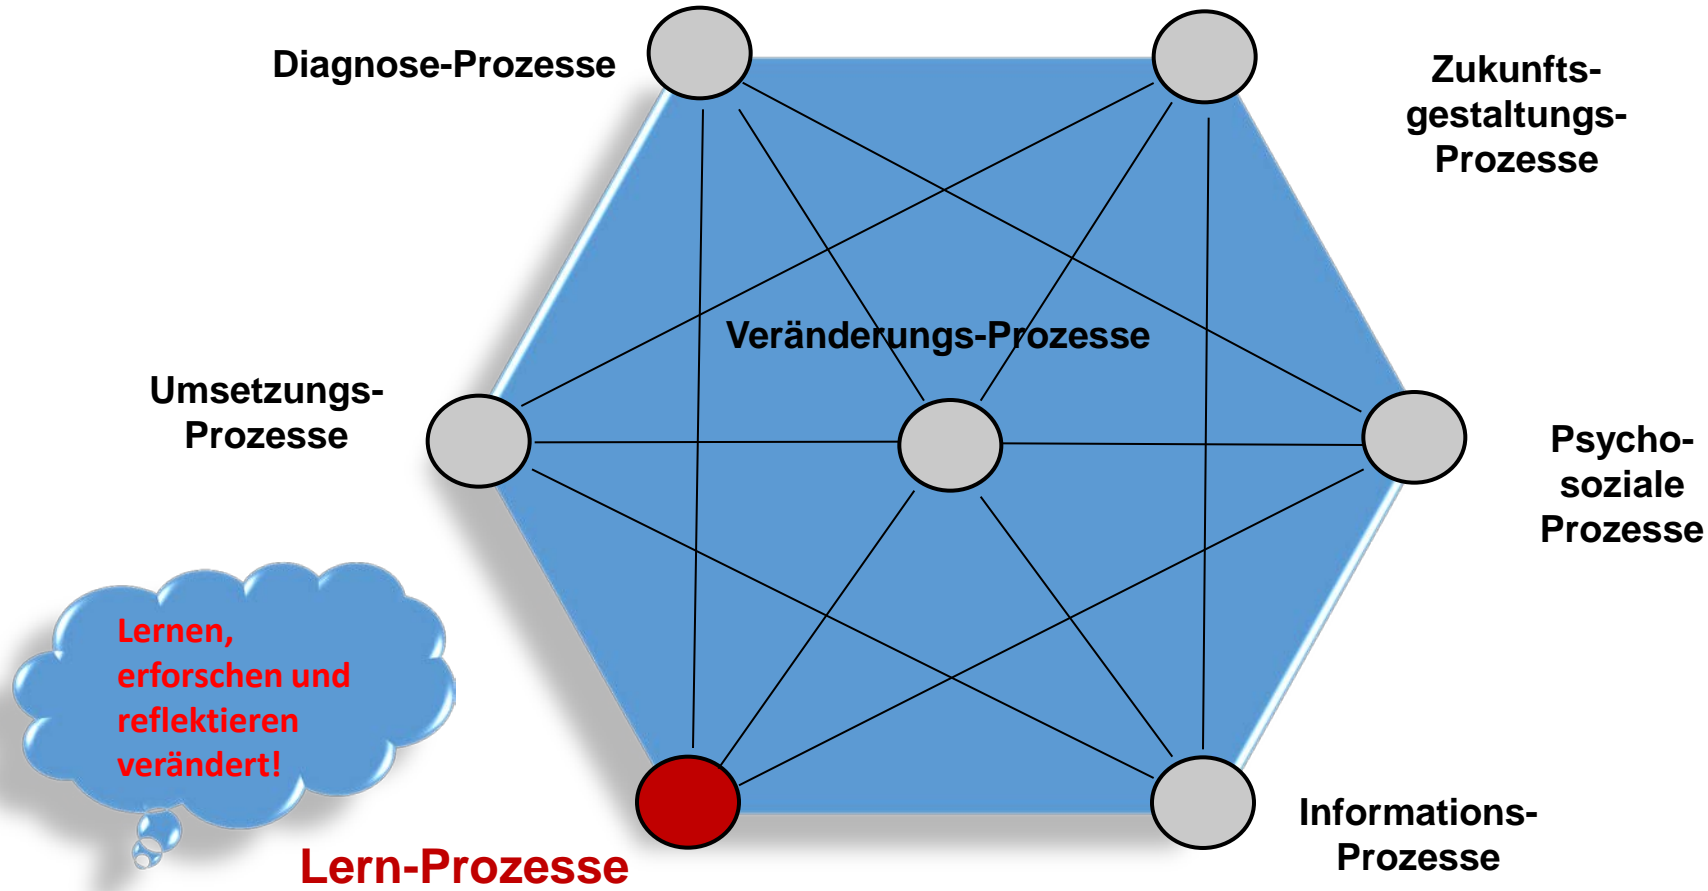 Diagnose-Prozesse
Zukunfts-
gestaltungs-
Prozesse
Veränderungs-Prozesse
Umsetzungs-
Prozesse
Psycho-
soziale
Prozesse
Lernen,
erforschen und
reflektieren
verändert!
Informations-
Prozesse
Lern-Prozesse